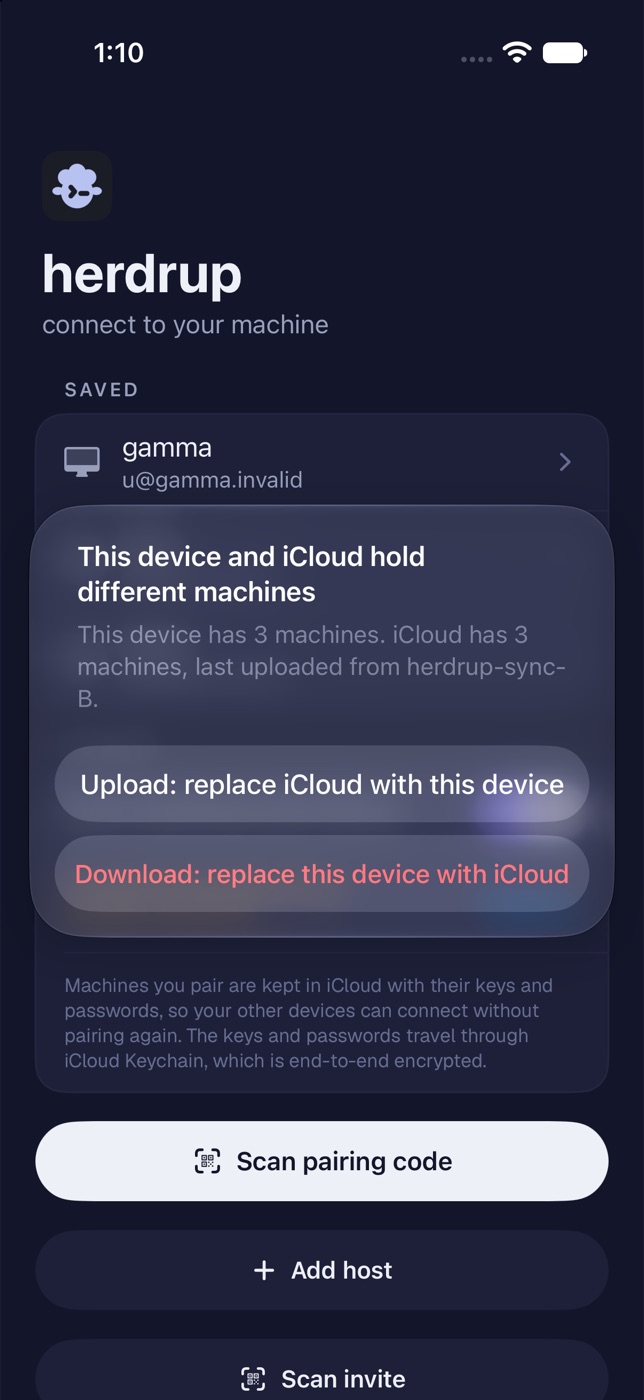 1:10
herdrup
connect to your machine
SAVED
gamma
u@gamma.invalid
This device and iCloud hold
different machines
This device has 3 machines. iCloud has 3
machines, last uploaded from herdrup-sync-
B.
Upload: replace iCloud with this device
Download: replace this device with iCloud
Machines you pair are kept in iCloud with their keys and
passwords, so your other devices can connect without
pairing again. The keys and passwords travel through
iCloud Keychain, which is end-to-end encrypted.
Scan pairing code
Add host
Scan invite